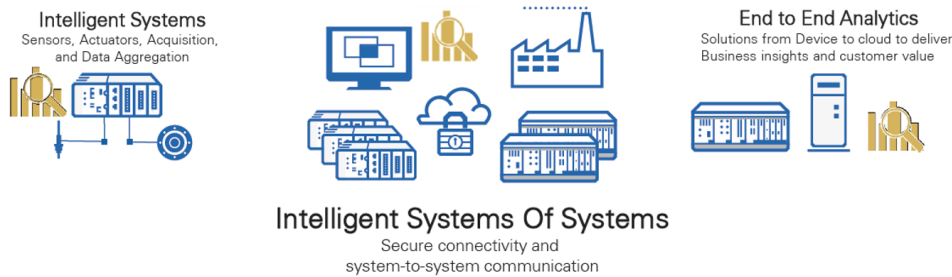 Intelligent Systems
Sensors, Actuators, Acquisition,
and Data Aggregation
End to End Analytics
Solutions from Device to cloud to deliver
Business insights and customer value
Intelligent Systems Of Systems
Secure connectivity and
system-to-system communication